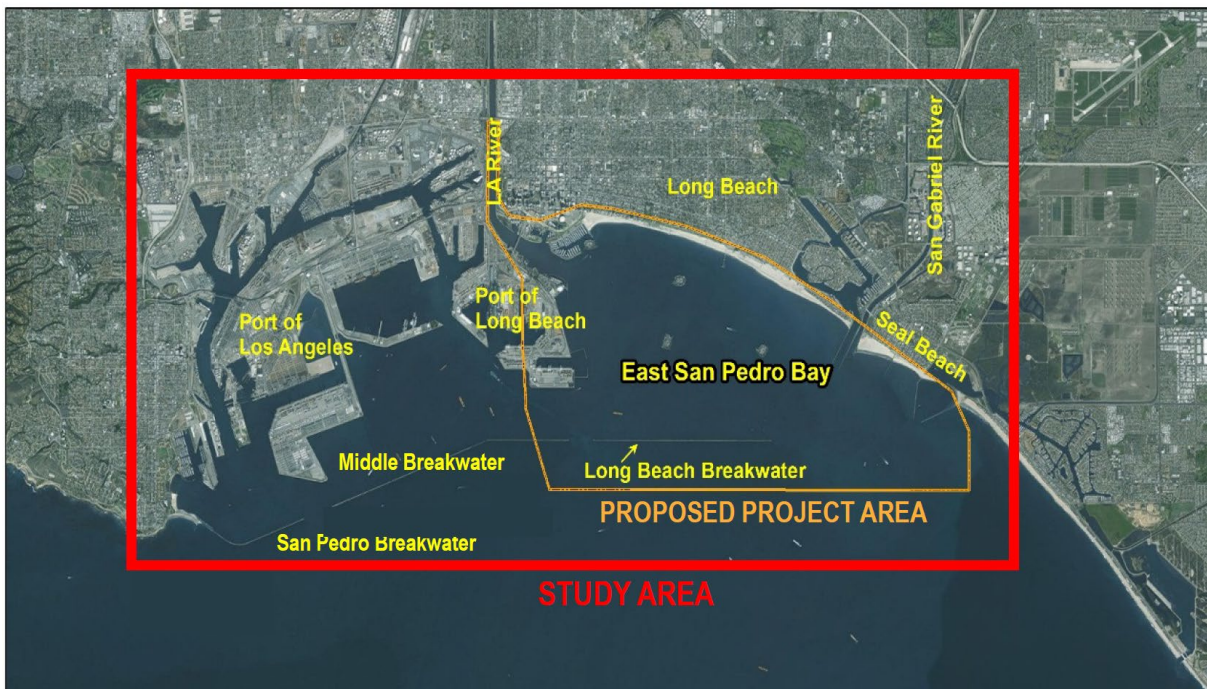 LA River
Long Beach
San Gabriel River
Port of
Long Beach
Port of
Los Angeles
Seal Beach
East San Pedro Bay
Middle Breakwater
Long Beach Breakwater
PROPOSED PROJECT AREA
San Pedro Breakwater
STUDY AREA